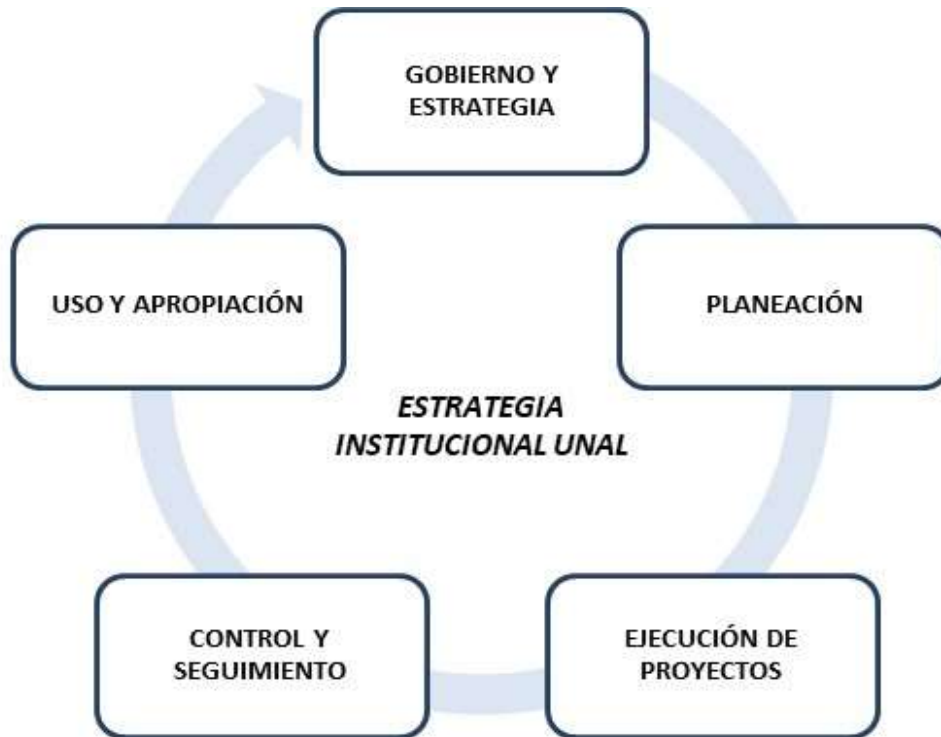 GOBIERNO Y
ESTRATEGIA
PLANEACIÓN
EJECUCIÓN DE
PROYECTOS
CONTROL Y
SEGUIMIENTO
USO Y APROPIACIÓN
ESTRATEGIA
INSTITUCIONAL UNAL